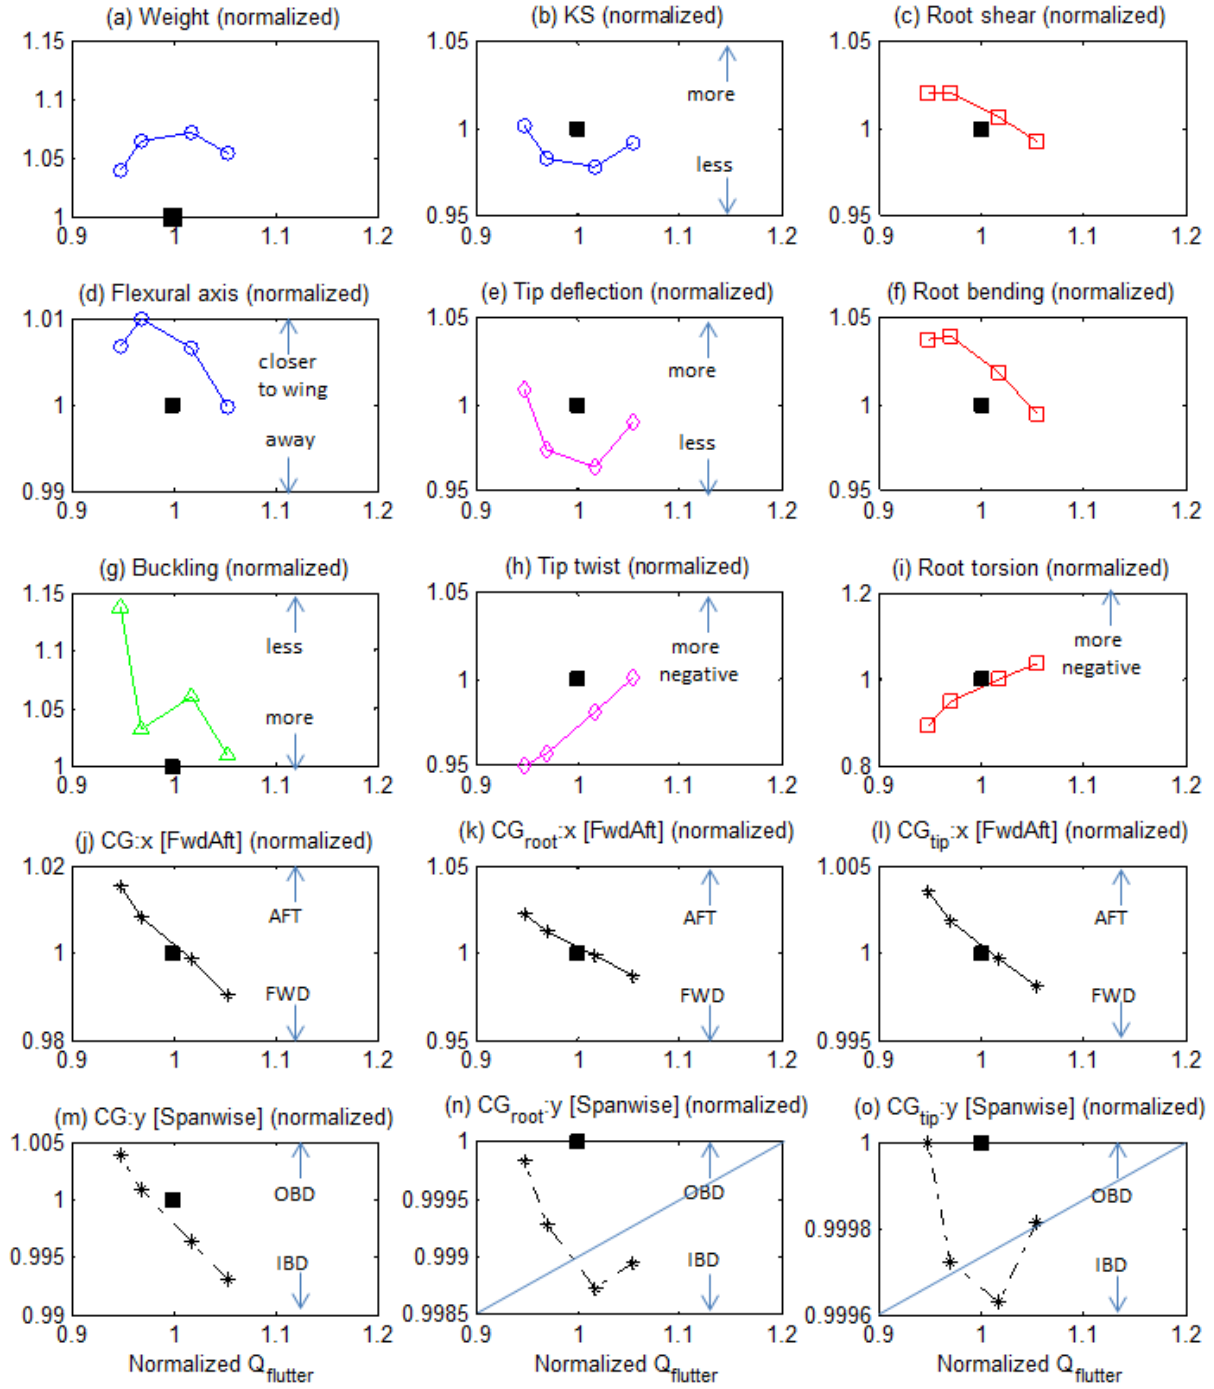 (a) Weight (normalized)
1.15
1.1
1.05
1
0.9 1 1.1 1.2
(b) KS (normalized)
1.05
1
0.95
more
less
0.9 1 1.1 1.2
(c) Root shear (normalized)
1.05
1
0.95
0.9 1 1.1 1.2
(d) Flexural axis (normalized)
1.01
1
0.99
closer
to wing
away
0.9 1 1.1 1.2
(e) Tip deflection (normalized)
1.05
1
0.95
more
less
0.9 1 1.1 1.2
(f) Root bending (normalized)
1.05
1
0.95
0.9 1 1.1 1.2
(g) Buckling (normalized)
1.15
1.1
1.05
1
less
more
0.9 1 1.1 1.2
(h) Tip twist (normalized)
1.05
1
0.95
more
negative
0.9 1 1.1 1.2
(i) Root torsion (normalized)
1.2
1
0.8
more
negative
0.9 1 1.1 1.2
(j) CG:x [FwdAft] (normalized)
1.02
1
0.98
AFT
FWD
0.9 1 1.1 1.2
(k) CG_root:x [FwdAft] (normalized)
1.05
1
0.95
AFT
FWD
0.9 1 1.1 1.2
(l) CG_tip:x [FwdAft] (normalized)
1.005
1
0.995
AFT
FWD
0.9 1 1.1 1.2
(m) CG:y [Spanwise] (normalized)
1.005
1
0.995
0.99
OBD
IBD
0.9 1 1.1 1.2
Normalized Q_flutter
(n) CG_root:y [Spanwise] (normalized)
1
0.9995
0.999
0.9985
OBD
IBD
0.9 1 1.1 1.2
Normalized Q_flutter
(o) CG_tip:y [Spanwise] (normalized)
1
0.9998
0.9996
OBD
IBD
0.9 1 1.1 1.2
Normalized Q_flutter